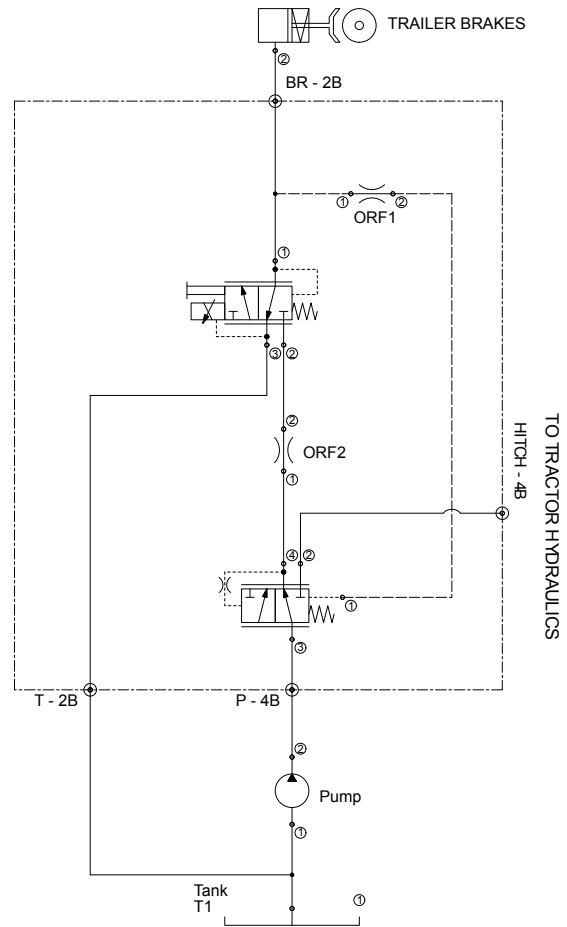 TRAILER BRAKES
②
BR - 2B
① ②
ORF1
①
③ ②
②
ORF2
①
TO TRACTOR HYDRAULICS
HITCH - 4B
④ ②
①
③
T - 2B
P - 4B
②
Pump
①
Tank
T1
①